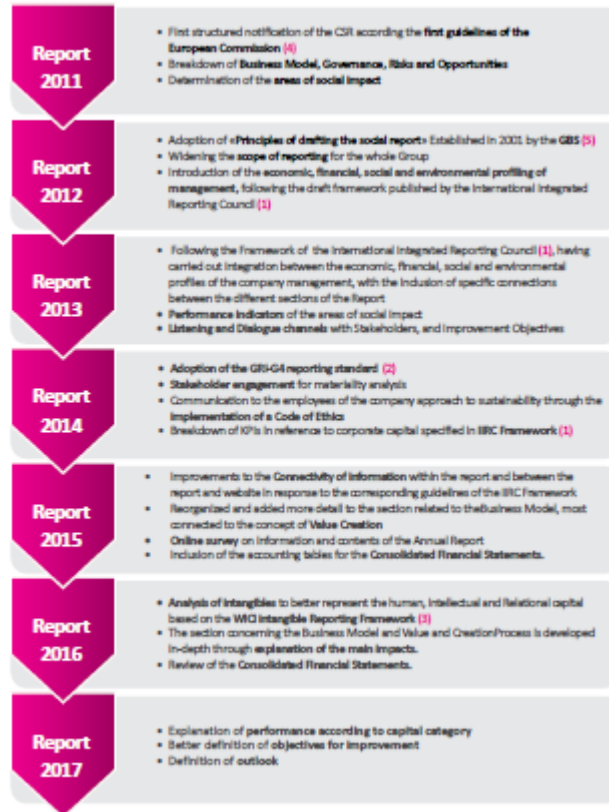 Report
2011
• First structured notification of the CSR according the first guidelines of the
European Commission (4)
• Breakdown of Business Model, Governance, Risks and Opportunities
• Determination of the areas of social impact
Report
2012
• Adoption of «Principles of drafting the social report» Established in 2001 by the GBS (5)
• Widening the scope of reporting for the whole Group
• Introduction of the economic, financial, social and environmental profiling of
management, following the draft framework published by the International Integrated
Reporting Council (1)
Report
2013
• Following the Framework of the International Integrated Reporting Council (1), having
carried out integration between the economic, financial, social and environmental
profiles of the company management, with the inclusion of specific connections
between the different sections of the Report
• Performance Indicators of the areas of social impact
• Listening and Dialogue channels with Stakeholders, and Improvement Objectives
Report
2014
• Adoption of the GRI-G4 reporting standard (2)
• Stakeholder engagement for materiality analysis
• Communication to the employees of the company approach to sustainability through the
implementation of a Code of Ethics
• Breakdown of KPIs in reference to corporate capital specified in IIRC Framework (1)
Report
2015
• Improvements to the Connectivity of information within the report and between the
report and website in response to the corresponding guidelines of the IIRC Framework
• Reorganized and added more detail to the section related to theBusiness Model, most
connected to the concept of Value Creation
• Online survey on information and contents of the Annual Report
• Inclusion of the accounting tables for the Consolidated Financial Statements.
Report
2016
• Analysis of intangibles to better represent the human, Intellectual and Relational capital
based on the WICI Intangible Reporting Framework (3)
• The section concerning the Business Model and Value and CreationProcess is developed
in-depth through explanation of the main impacts.
• Review of the Consolidated Financial Statements.
Report
2017
• Explanation of performance according to capital category
• Better definition of objectives for improvement
• Definition of outlook